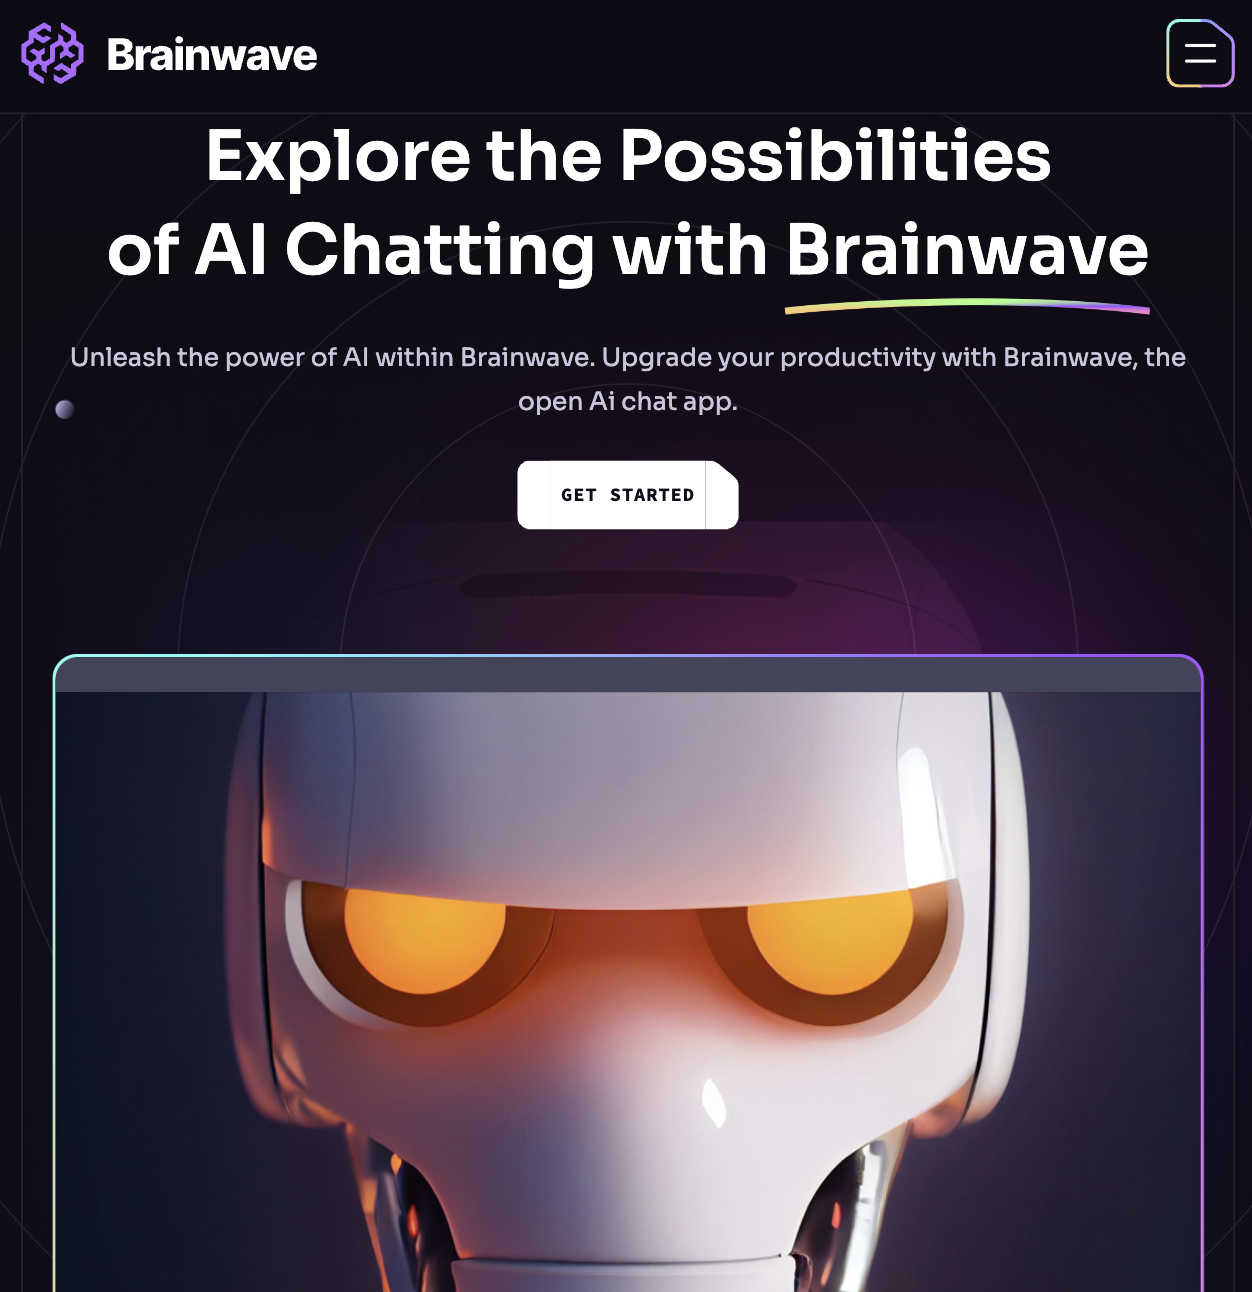 Brainwave
Explore the Possibilities
of AI Chatting with Brainwave
Unleash the power of AI within Brainwave. Upgrade your productivity with Brainwave, the
open Ai chat app.
GET STARTED